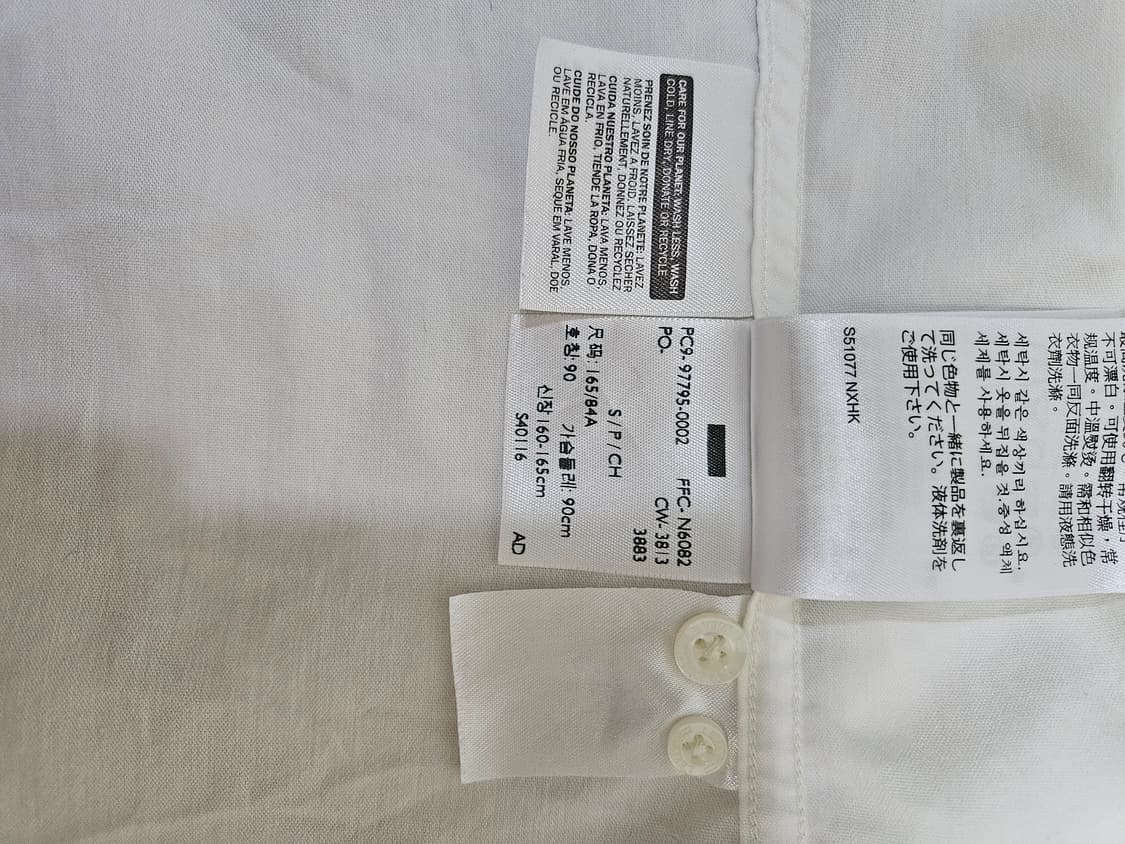 CARE FOR OUR PLANET: WASH LESS, WASH
COLD, LINE DRY, DONATE OR RECYCLE.
PRENEZ SOIN DE NOTRE PLANETE: LAVEZ
MOINS, LAVEZ A FROID, LAISSEZ SECHER
NATURELLEMENT, DONNEZ OU RECYCLEZ
CUIDA NUESTRO PLANETA: LAVA MENOS,
LAVA EN FRIO, TIENDE LA ROPA, DONA O
RECICLA.
CUIDE DO NOSSO PLANETA: LAVE MENOS,
LAVE EM ÁGUA FRIA, SEQUE EM VARAL, DOE
OU RECICLE.
PC9-97795-0002 FFC-N6082
PO- CW-3813
3883
S/P/CH
尺码: 165/84A
호칭: 90 가슴둘레: 90cm
신장 160-165cm
S40116 AD
不可漂白。可使用翻转干燥，常
规温度。中温熨烫。需和相似色
衣物一同反面洗涤。請用液態洗
衣劑洗滌。
세탁시 같은 색상끼리 하십시요.
세탁시 옷을 뒤집을 것.중성 액체
세제를 사용하세요.
同じ色物と一緒に製品を裏返し
て洗ってください。液体洗剤を
ご使用下さい。
S51077 NXHK